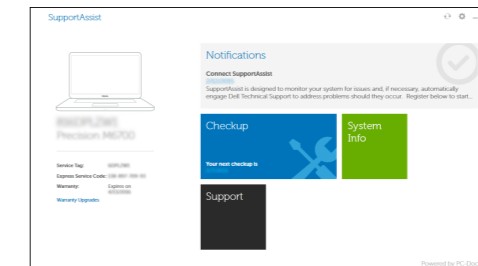 SupportAssist
Notifications
Connect SupportAssist
SupportAssist is designed to monitor your system for issues and, if necessary, automatically
engage Dell Technical Support to address problems should they occur. Register below to start..
Precision M6700
Checkup
Your next checkup is
System
Info
Service Tag:
Express Service Code:
Warranty: Expires on
Warranty Upgrades
Support
Powered by PC-Doc